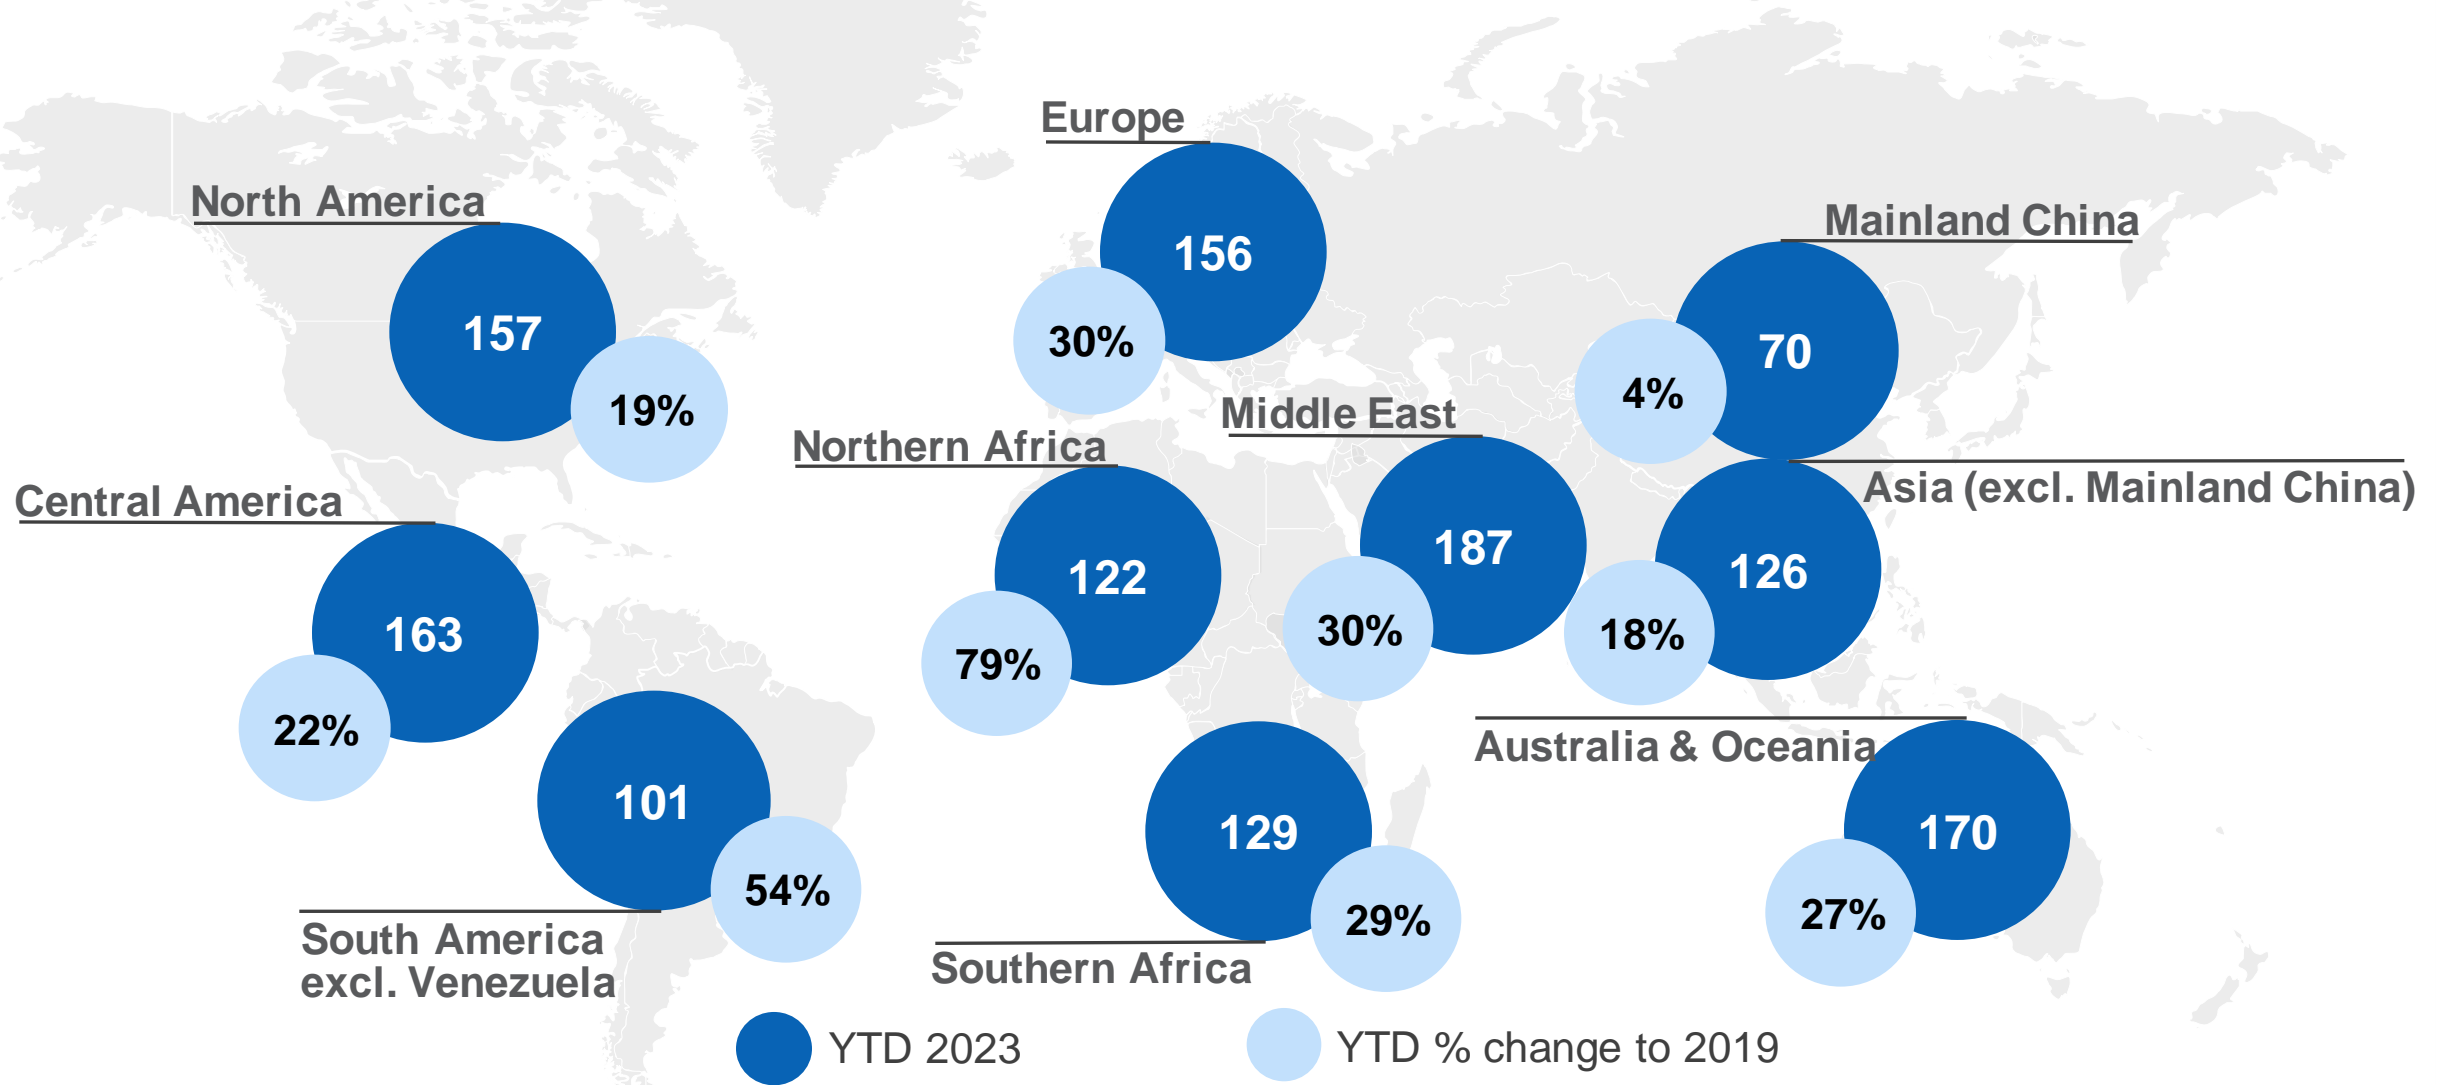 Europe
156
30%
North America
157
19%
Mainland China
70
4%
Middle East
187
30%
Northern Africa
122
79%
Asia (excl. Mainland China)
126
18%
Central America
163
22%
101
54%
South America
excl. Venezuela
129
29%
Southern Africa
Australia & Oceania
170
27%
YTD 2023
YTD % change to 2019